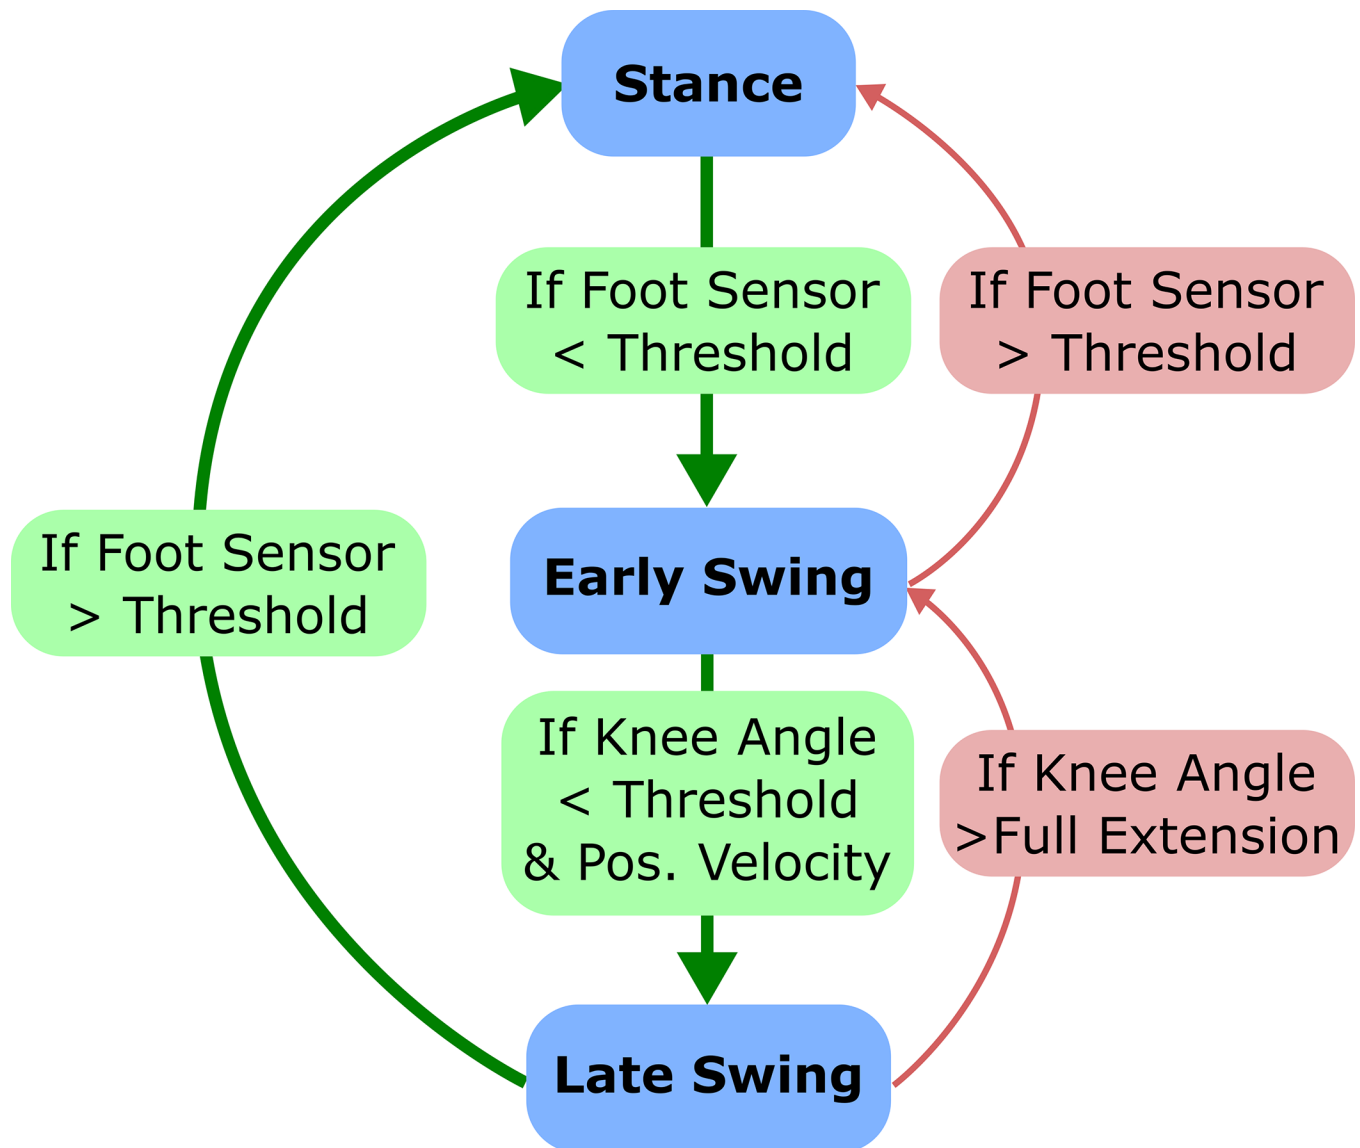 Stance
If Foot Sensor
< Threshold
If Foot Sensor
> Threshold
If Foot Sensor
> Threshold
Early Swing
If Knee Angle
< Threshold
& Pos. Velocity
If Knee Angle
>Full Extension
Late Swing